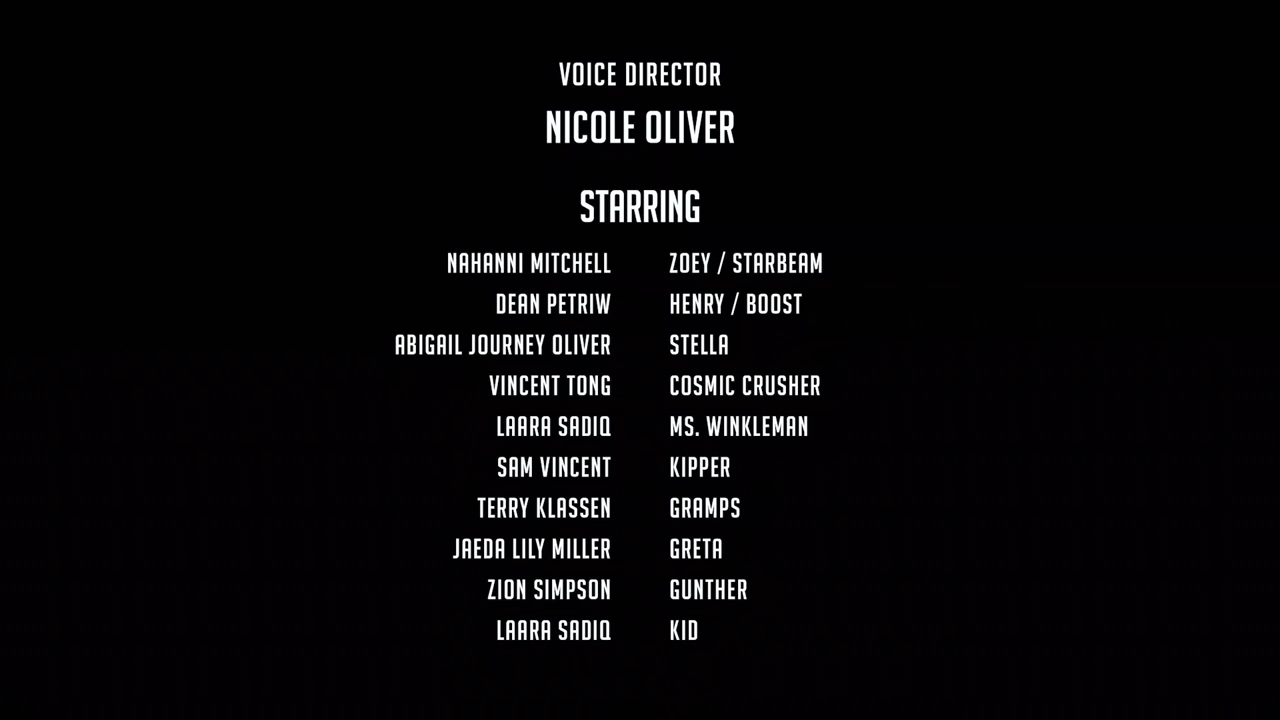 VOICE DIRECTOR
NICOLE OLIVER
STARRING
NAHANNI MITCHELL ZOEY / STARBEAM
DEAN PETRIW HENRY / BOOST
ABIGAIL JOURNEY OLIVER STELLA
VINCENT TONG COSMIC CRUSHER
LAARA SADIQ MS. WINKLEMAN
SAM VINCENT KIPPER
TERRY KLASSEN GRAMPS
JAEDA LILY MILLER GRETA
ZION SIMPSON GUNTHER
LAARA SADIQ KID